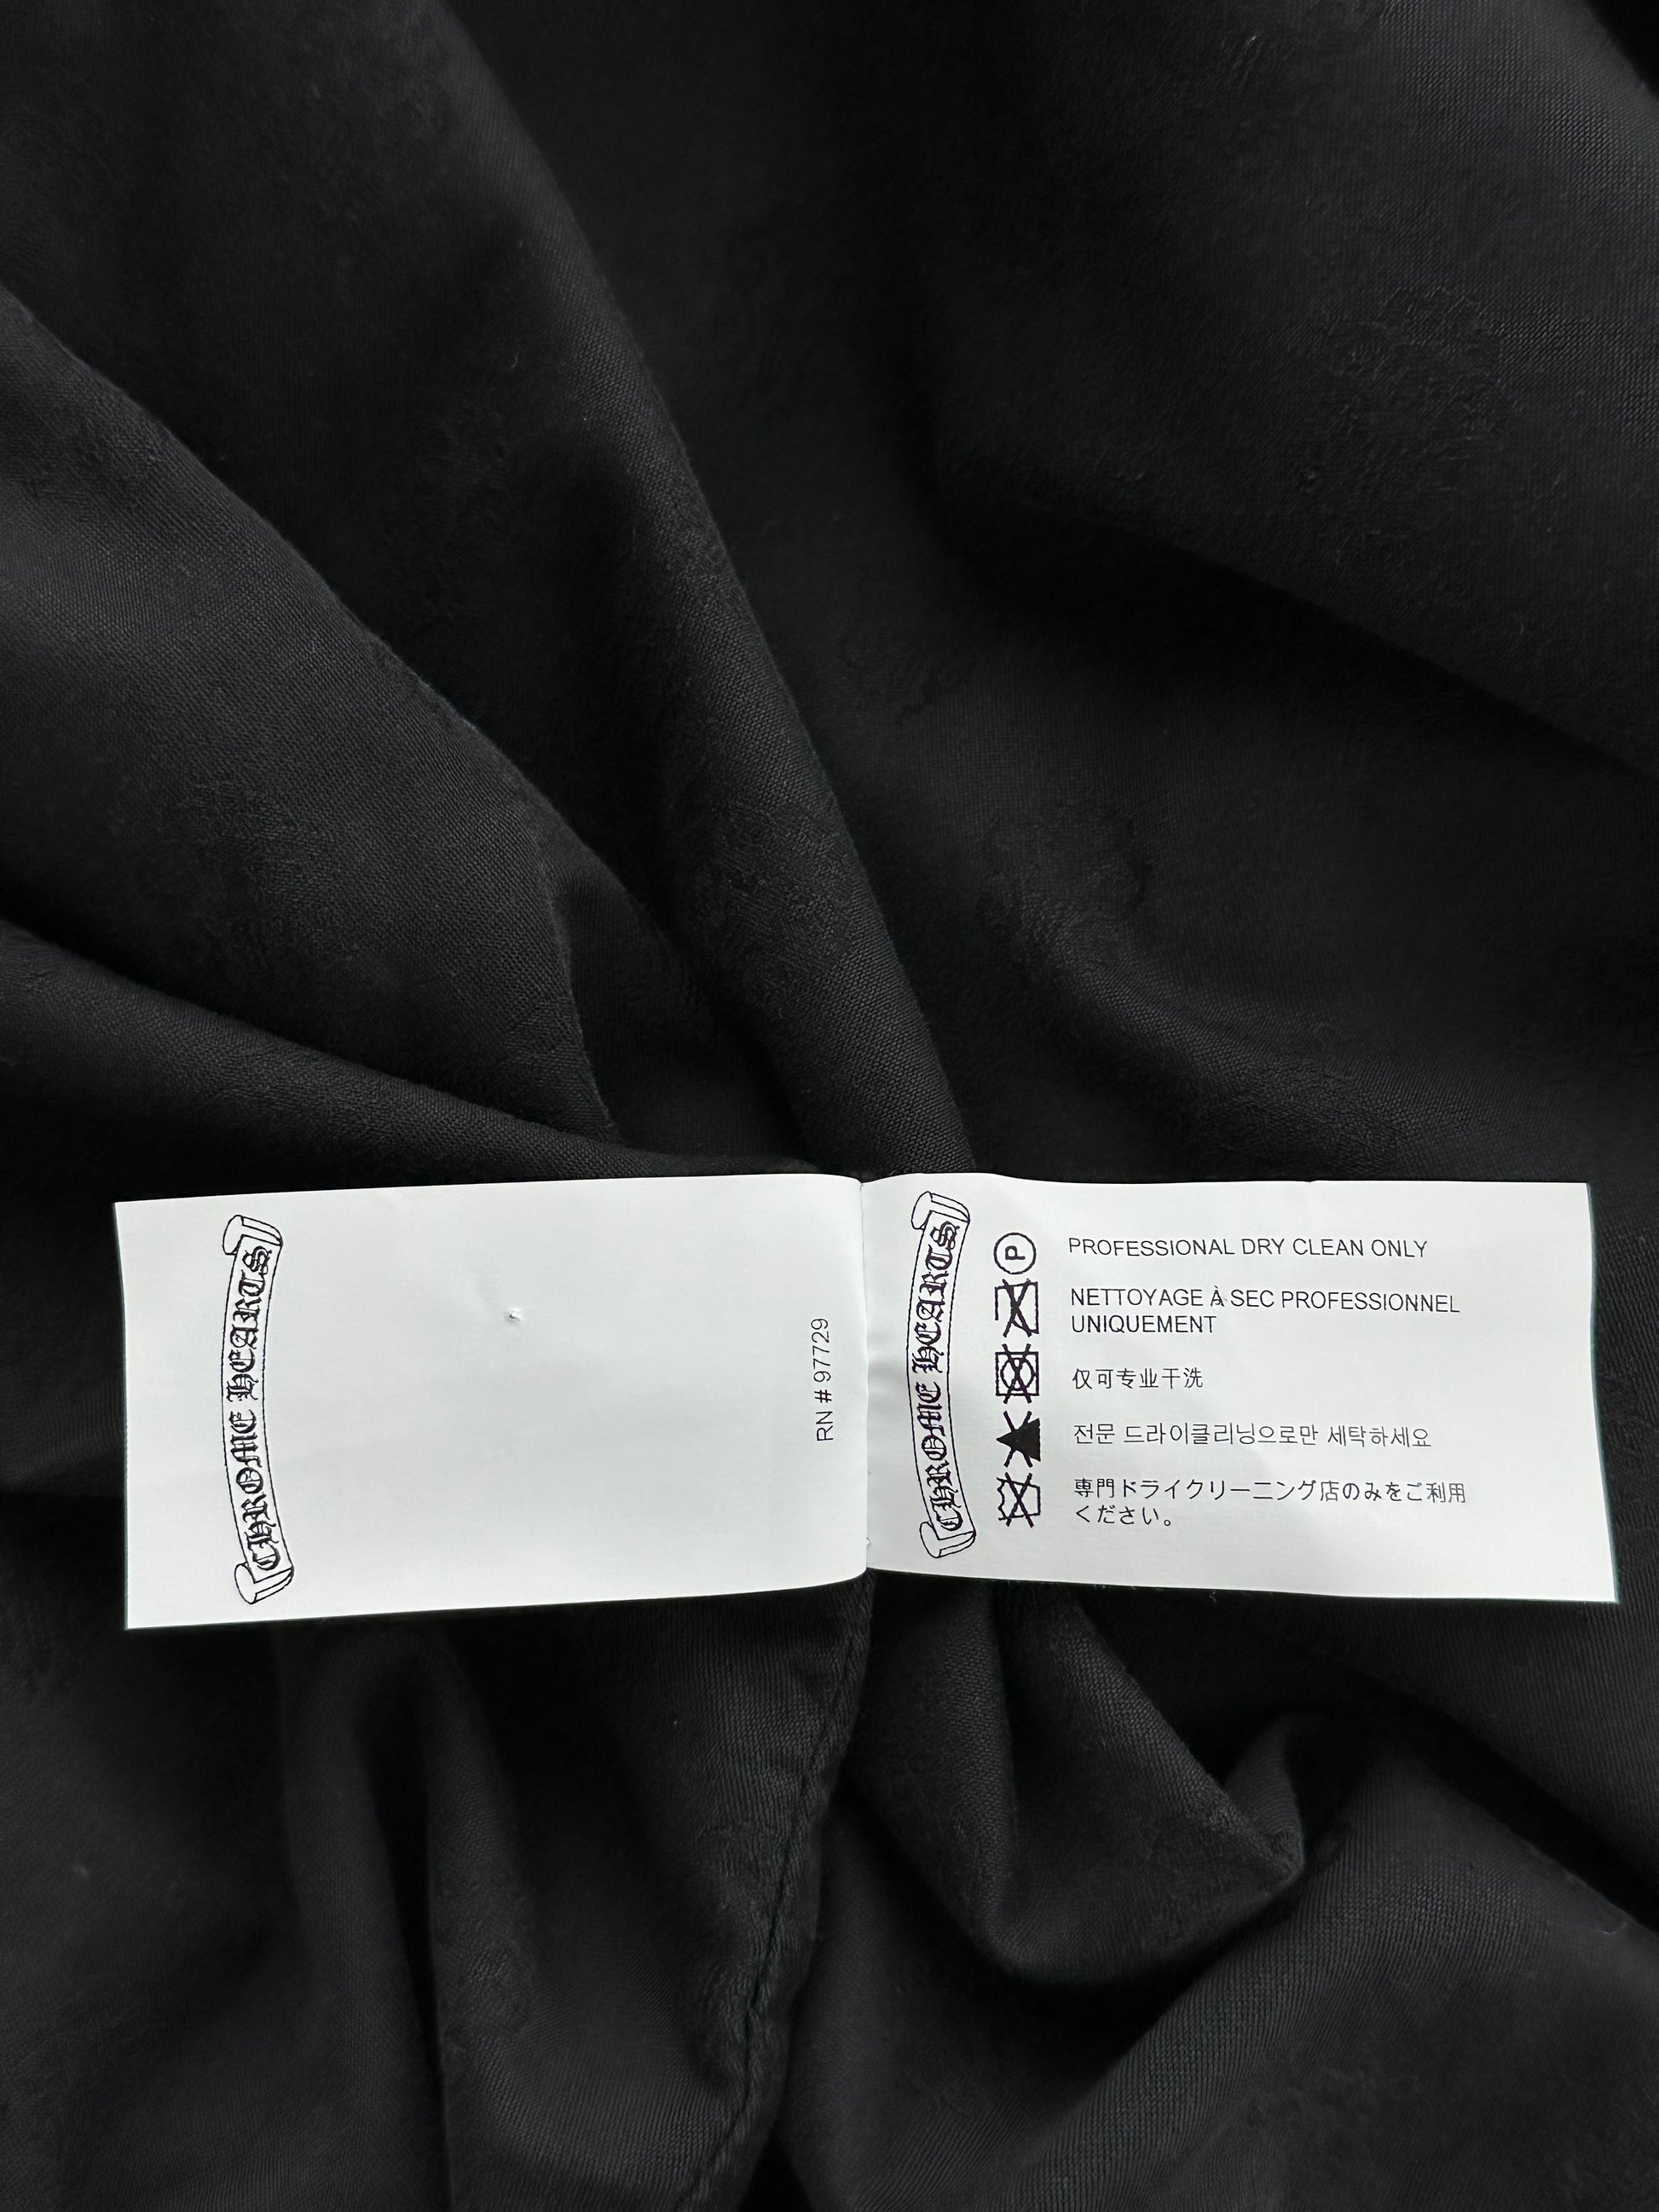 CHROME HEARTS
RN # 97729
CHROME HEARTS
P
PROFESSIONAL DRY CLEAN ONLY
NETTOYAGE À SEC PROFESSIONNEL
UNIQUEMENT
仅可专业干洗
전문 드라이클리닝으로만 세탁하세요
専門ドライクリーニング店のみをご利用
ください。